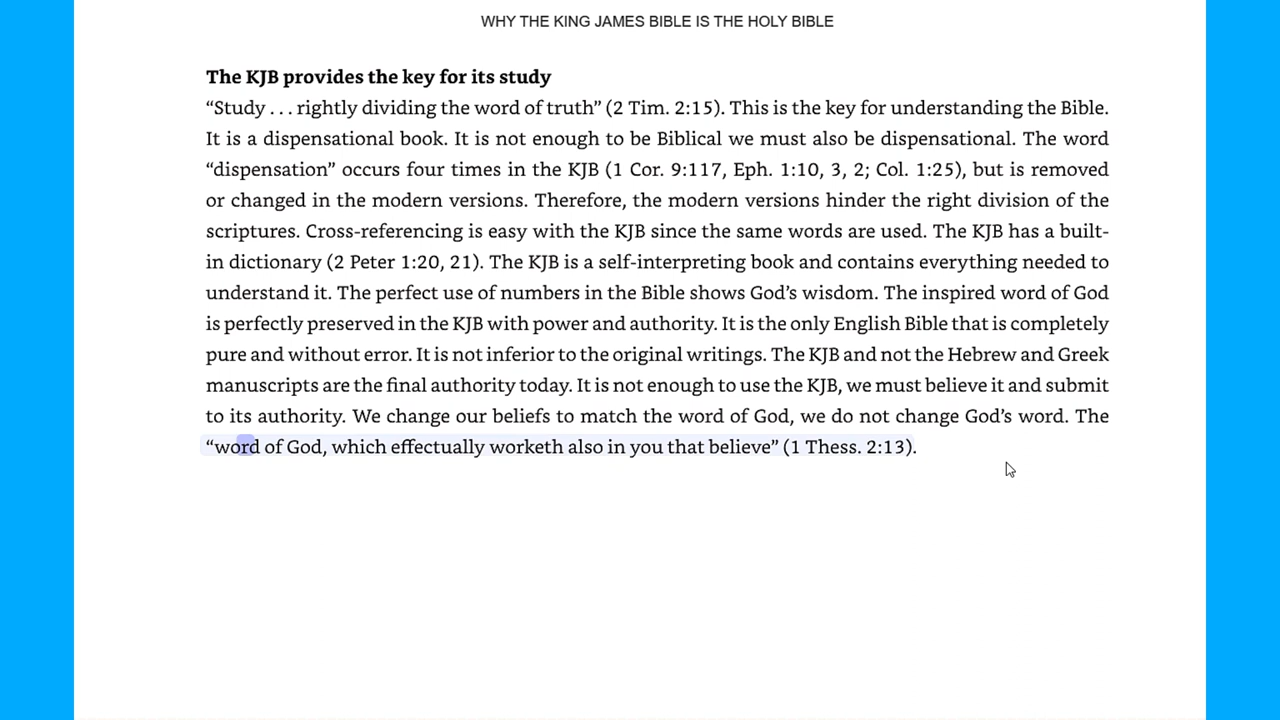 WHY THE KING JAMES BIBLE IS THE HOLY BIBLE
The KJB provides the key for its study
“Study . . . rightly dividing the word of truth” (2 Tim. 2:15). This is the key for understanding the Bible.
It is a dispensational book. It is not enough to be Biblical we must also be dispensational. The word
“dispensation” occurs four times in the KJB (1 Cor. 9:117, Eph. 1:10, 3, 2; Col. 1:25), but is removed
or changed in the modern versions. Therefore, the modern versions hinder the right division of the
scriptures. Cross-referencing is easy with the KJB since the same words are used. The KJB has a built-
in dictionary (2 Peter 1:20, 21). The KJB is a self-interpreting book and contains everything needed to
understand it. The perfect use of numbers in the Bible shows God’s wisdom. The inspired word of God
is perfectly preserved in the KJB with power and authority. It is the only English Bible that is completely
pure and without error. It is not inferior to the original writings. The KJB and not the Hebrew and Greek
manuscripts are the final authority today. It is not enough to use the KJB, we must believe it and submit
to its authority. We change our beliefs to match the word of God, we do not change God’s word. The
“word of God, which effectually worketh also in you that believe” (1 Thess. 2:13).